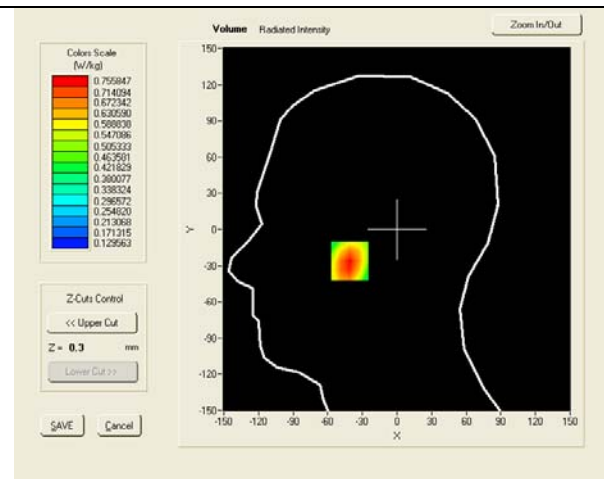 Volume Radiated Intensity
Zoom In/Out
Colors Scale
(W/kg)
0.755847
0.714094
0.672342
0.630590
0.588838
0.547086
0.505333
0.463581
0.421829
0.380077
0.338324
0.296572
0.254820
0.213068
0.171315
0.129563
Z-Cuts Control
<< Upper Cut
Z = 0.3 mm
Lower Cut >>
SAVE Cancel
150
120
90
60
30
0
-30
-60
-90
-120
-150
Y
-150 -120 -90 -60 -30 0 30 60 90 120 150
X